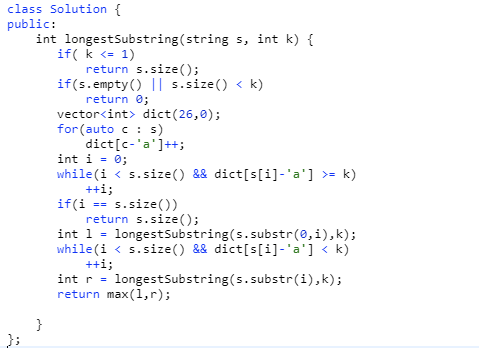 class Solution {
public:
    int longestSubstring(string s, int k) {
       if( k <= 1)
           return s.size();
       if(s.empty() || s.size() < k)
           return 0;
       vector<int> dict(26,0);
       for(auto c : s)
           dict[c-'a']++;
       int i = 0;
       while(i < s.size() && dict[s[i]-'a'] >= k)
           ++i;
       if(i == s.size())
           return s.size();
       int l = longestSubstring(s.substr(0,i),k);
       while(i < s.size() && dict[s[i]-'a'] < k)
           ++i;
       int r = longestSubstring(s.substr(i),k);
       return max(l,r);

    }
};